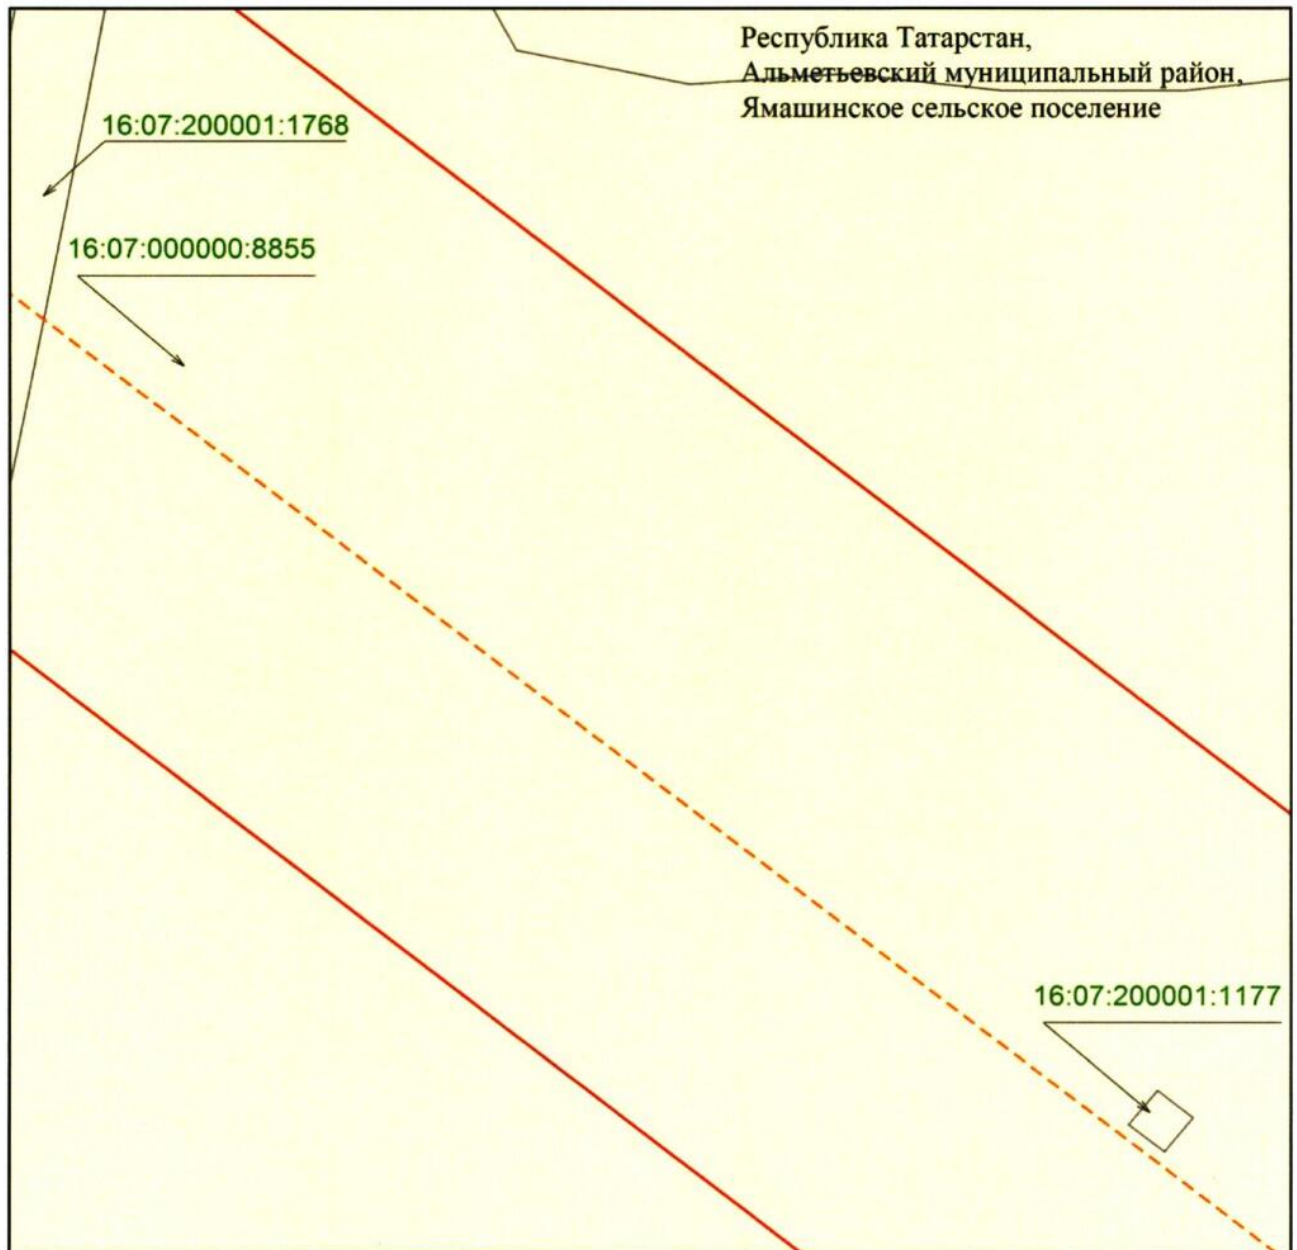 Республика Татарстан,
Альметьевский муниципальный район,
Ямашинское сельское поселение
16:07:200001:1768
16:07:000000:8855
16:07:200001:1177